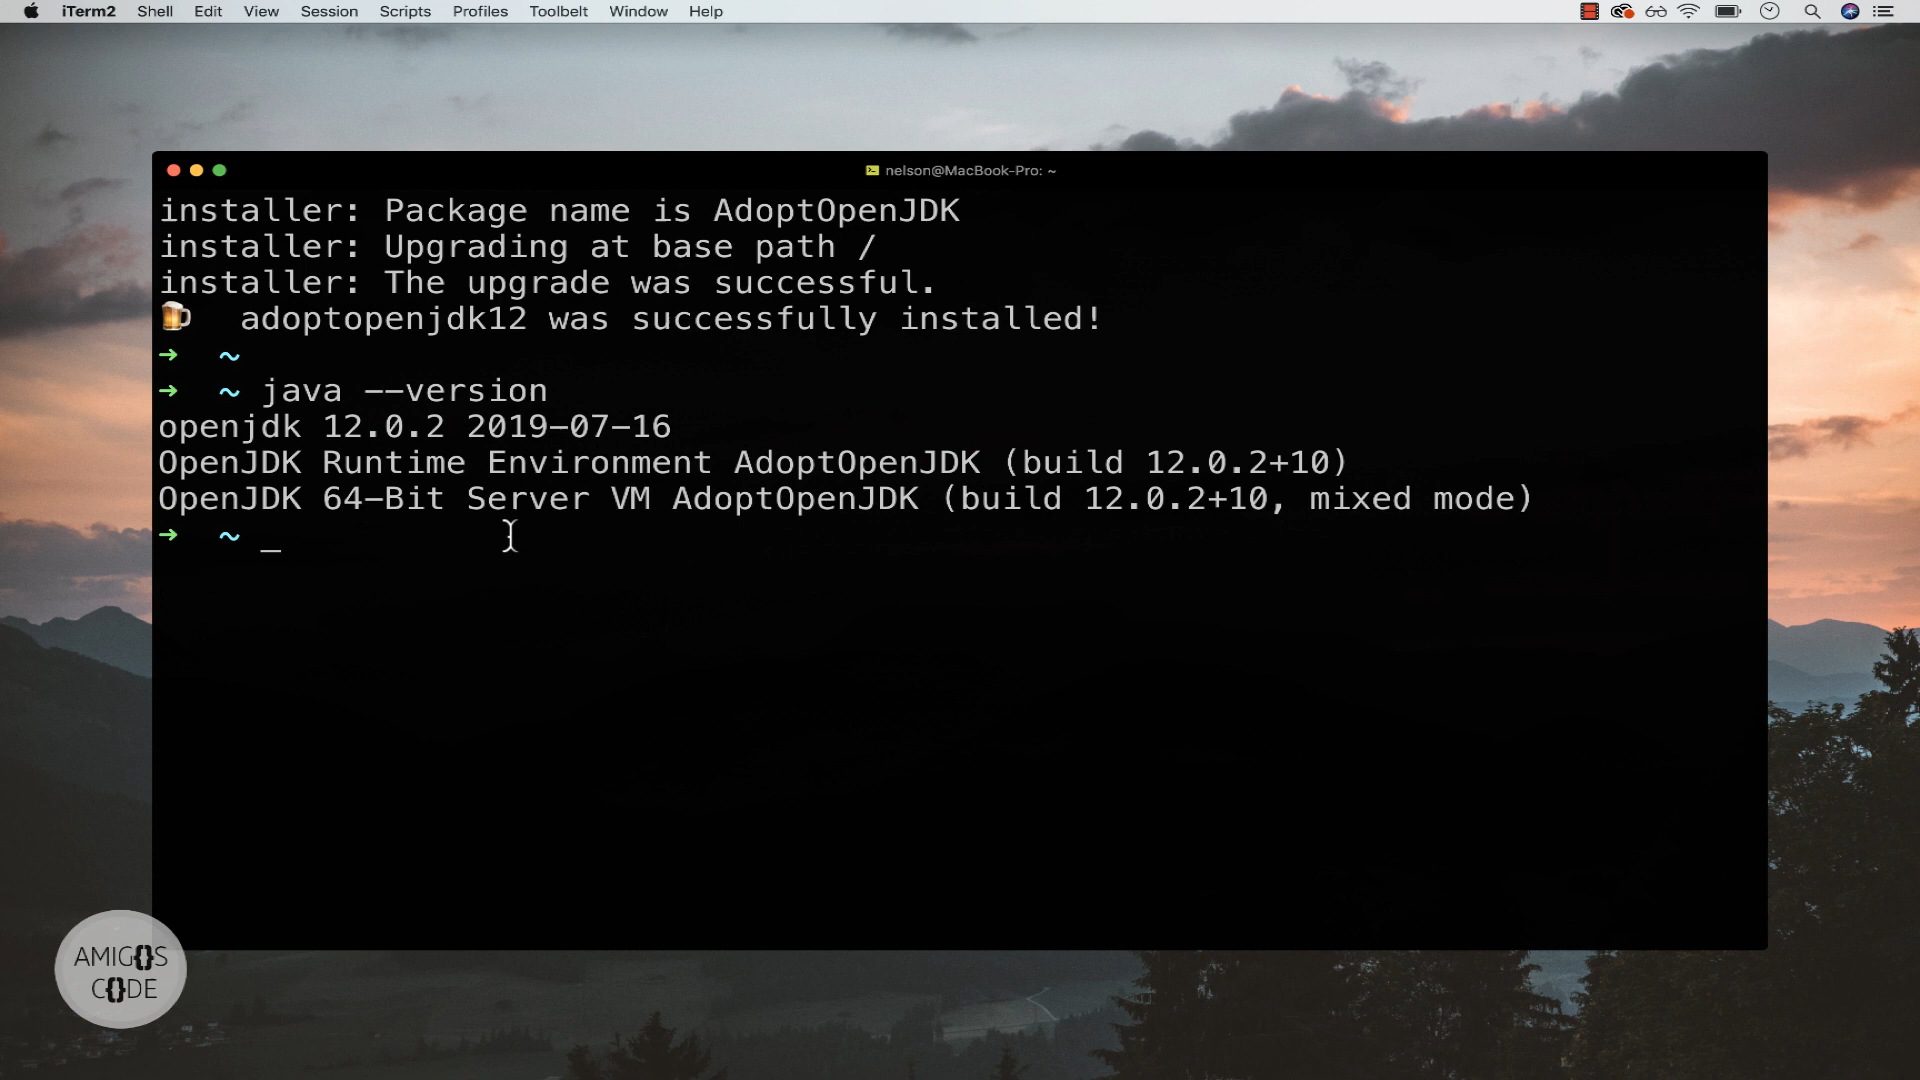 iTerm2 Shell Edit View Session Scripts Profiles Toolbelt Window Help
nelson@MacBook-Pro: ~
installer: Package name is AdoptOpenJDK
installer: Upgrading at base path /
installer: The upgrade was successful.
🍺 adoptopenjdk12 was successfully installed!
➜ ~
➜ ~ java --version
openjdk 12.0.2 2019-07-16
OpenJDK Runtime Environment AdoptOpenJDK (build 12.0.2+10)
OpenJDK 64-Bit Server VM AdoptOpenJDK (build 12.0.2+10, mixed mode)
➜ ~ _
AMIG{}S
C{}DE